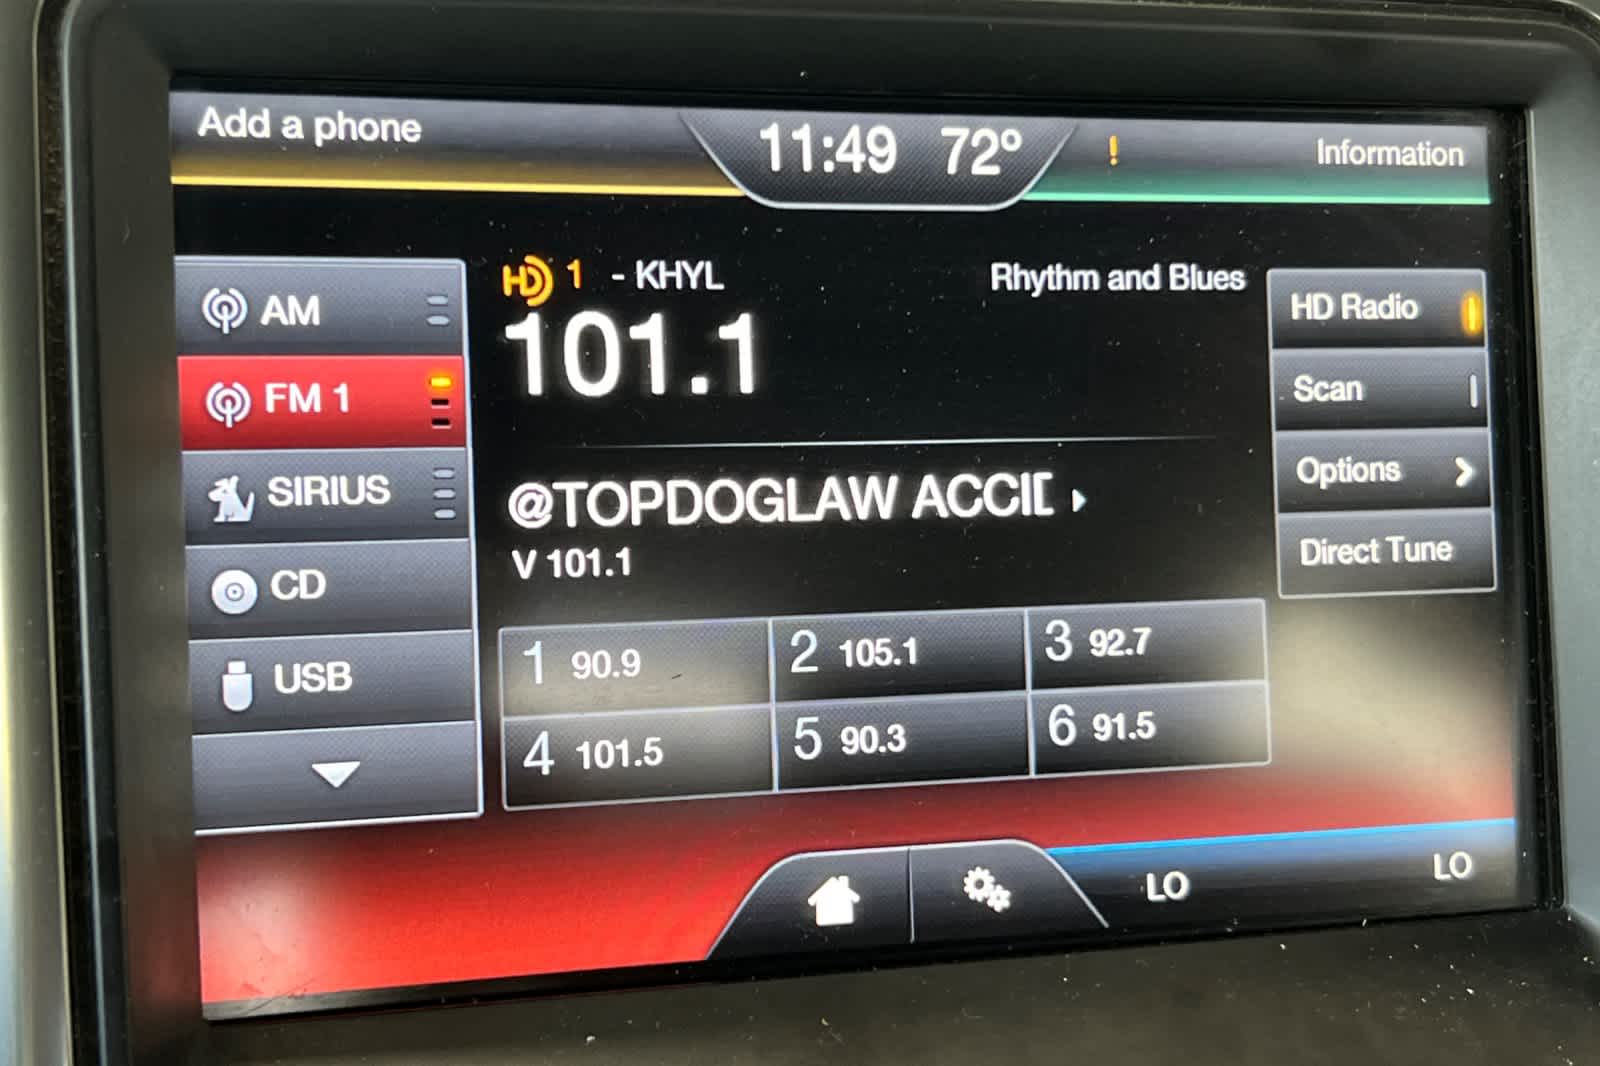 Add a phone
11:49 72°
!
Information
AM
FM 1
SIRIUS
CD
USB
HD 1 - KHYL
Rhythm and Blues
101.1
@TOPDOGLAW ACCID
V 101.1
1 90.9
2 105.1
3 92.7
4 101.5
5 90.3
6 91.5
HD Radio
Scan
Options
Direct Tune
LO
LO